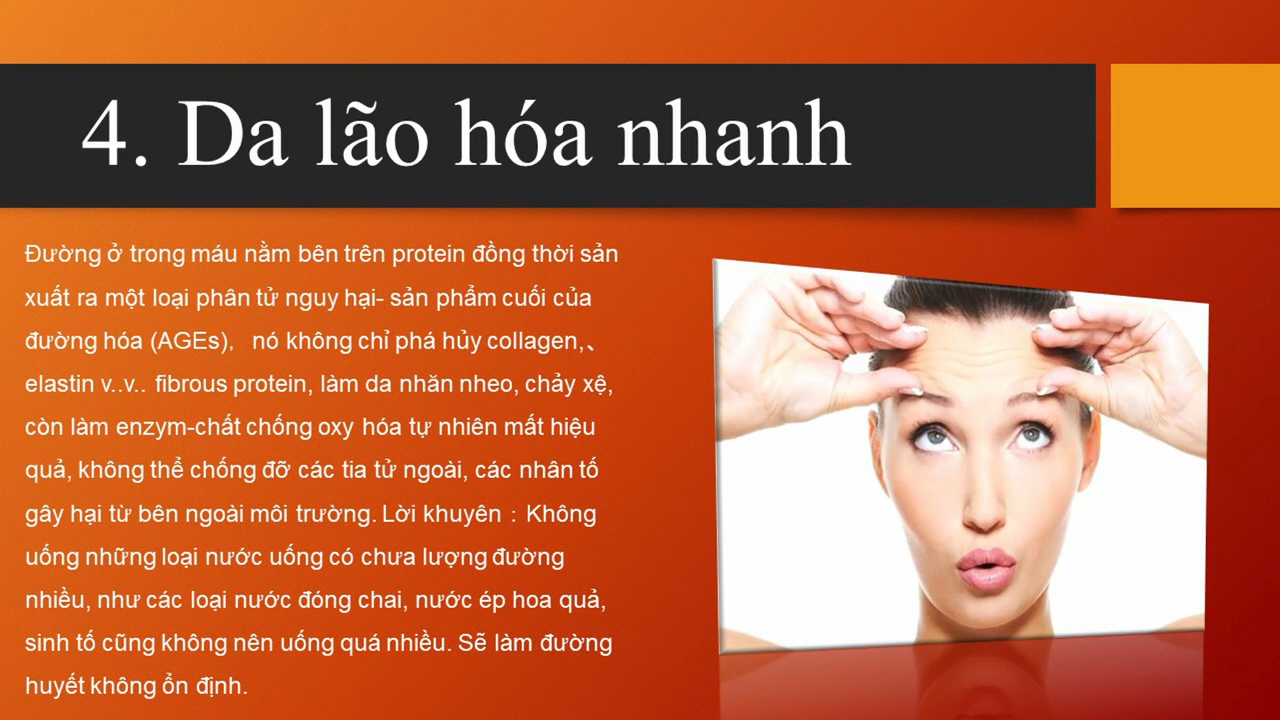 4. Da lão hóa nhanh
Đường ở trong máu nằm bên trên protein đồng thời sản
xuất ra một loại phân tử nguy hại- sản phẩm cuối của
đường hóa (AGEs),  nó không chỉ phá hủy collagen,、
elastin v..v.. fibrous protein, làm da nhăn nheo, chảy xệ,
còn làm enzym-chất chống oxy hóa tự nhiên mất hiệu
quả, không thể chống đỡ các tia tử ngoài, các nhân tố
gây hại từ bên ngoài môi trường. Lời khuyên : Không
uống những loại nước uống có chưa lượng đường
nhiều, như các loại nước đóng chai, nước ép hoa quả,
sinh tố cũng không nên uống quá nhiều. Sẽ làm đường
huyết không ổn định.